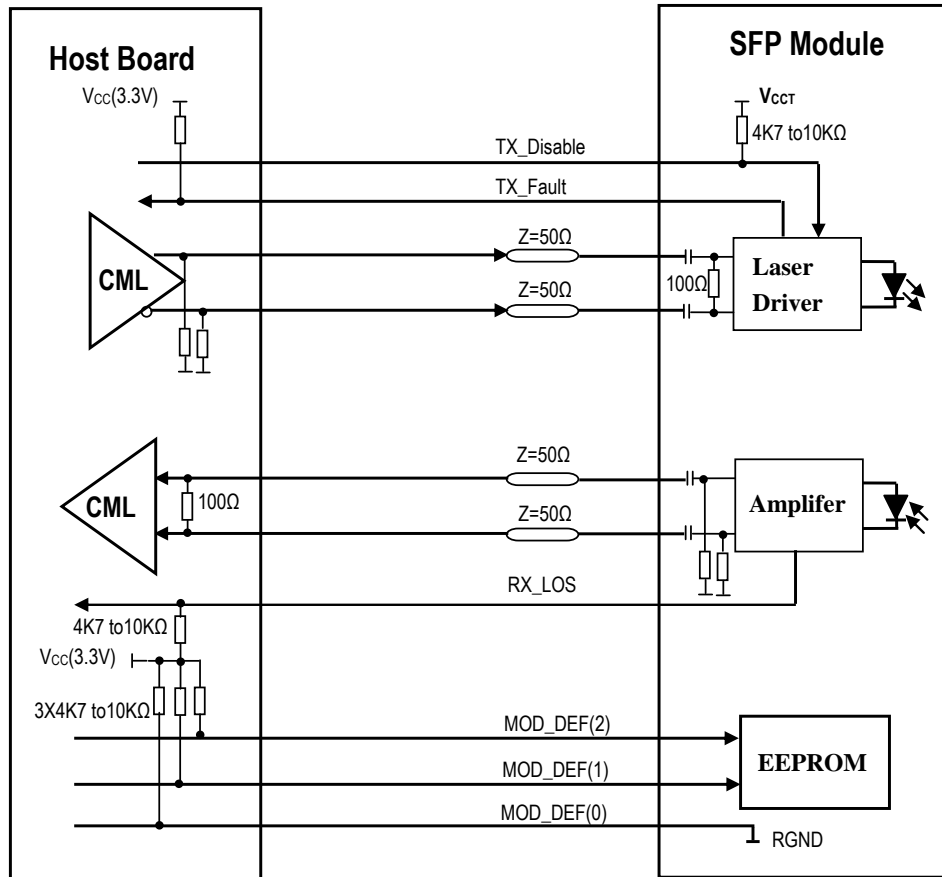 Host Board
SFP Module
Vcc(3.3V)
VCCT
4K7 to10KΩ
TX_Disable
TX_Fault
CML
Z=50Ω
Z=50Ω
100Ω
Laser
Driver
CML
100Ω
Z=50Ω
Z=50Ω
Amplifer
RX_LOS
4K7 to10KΩ
Vcc(3.3V)
3X4K7 to10KΩ
MOD_DEF(2)
MOD_DEF(1)
EEPROM
MOD_DEF(0)
RGND